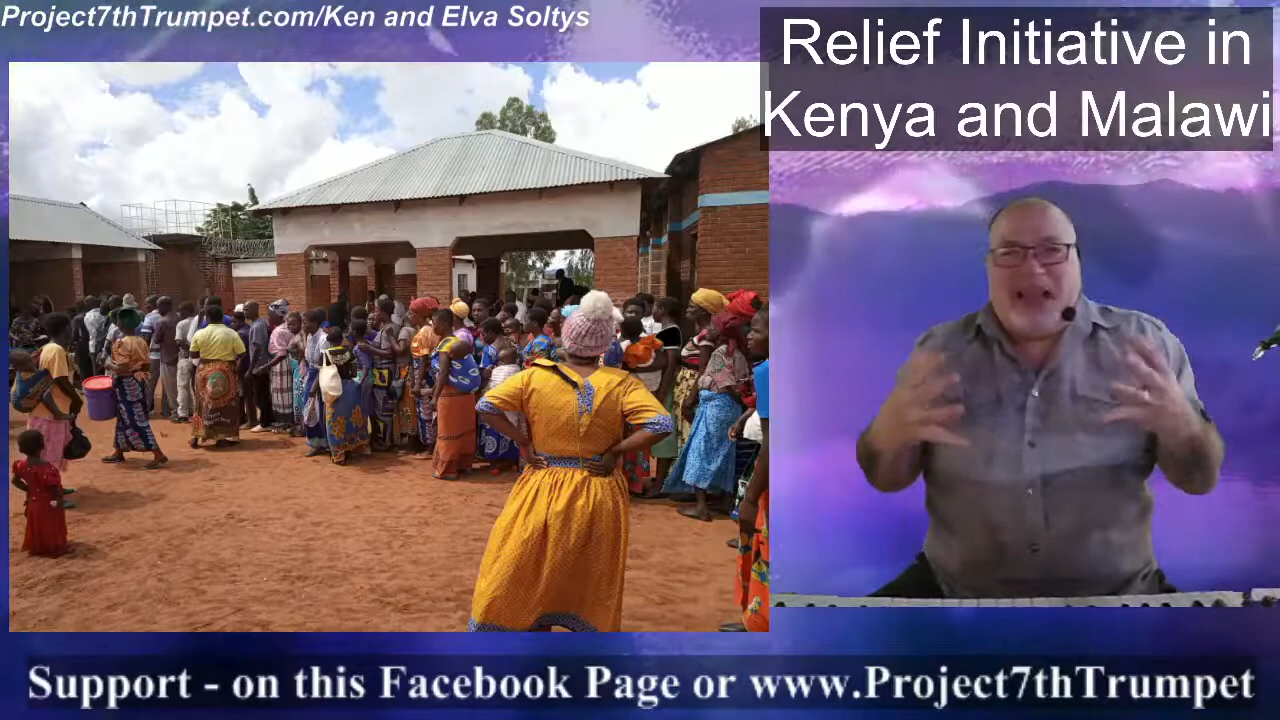 Project7thTrumpet.com/Ken and Elva Soltys
Relief Initiative in
Kenya and Malawi
Support - on this Facebook Page or www.Project7thTrumpet